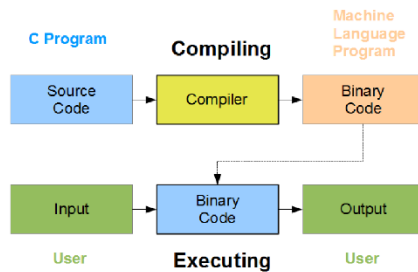 C Program
Compiling
Machine
Language
Program
Source
Code
Compiler
Binary
Code
Input
Binary
Code
Output
User
Executing
User